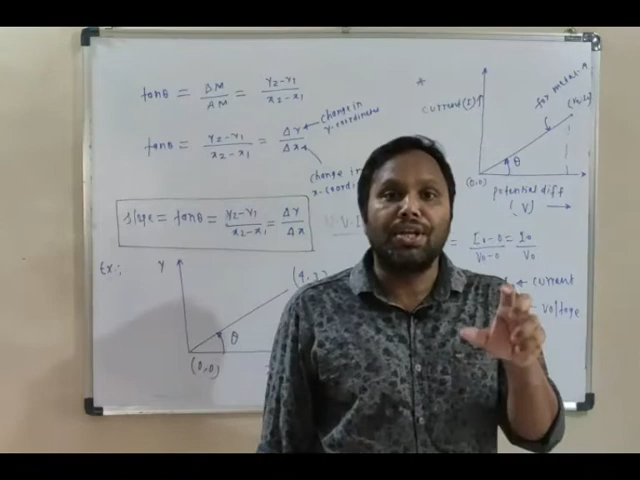 tanθ = ΔM/AM = Y2-Y1/x2-x1
tanθ = Y2-Y1/x2-x1 = ΔY/Δx
change in
Y-coordinates
change in
x-coordi
slope = tanθ = Y2-Y1/x2-x1 = ΔY/Δx
Ex.:
Y
(4,3)
θ
(0,0)
*
current(I)↑
for metal-A
(V0,I0)
θ
(0,0)
potential diff
(V) →
= I0-0/V0-0 = I0/V0
← current
voltage